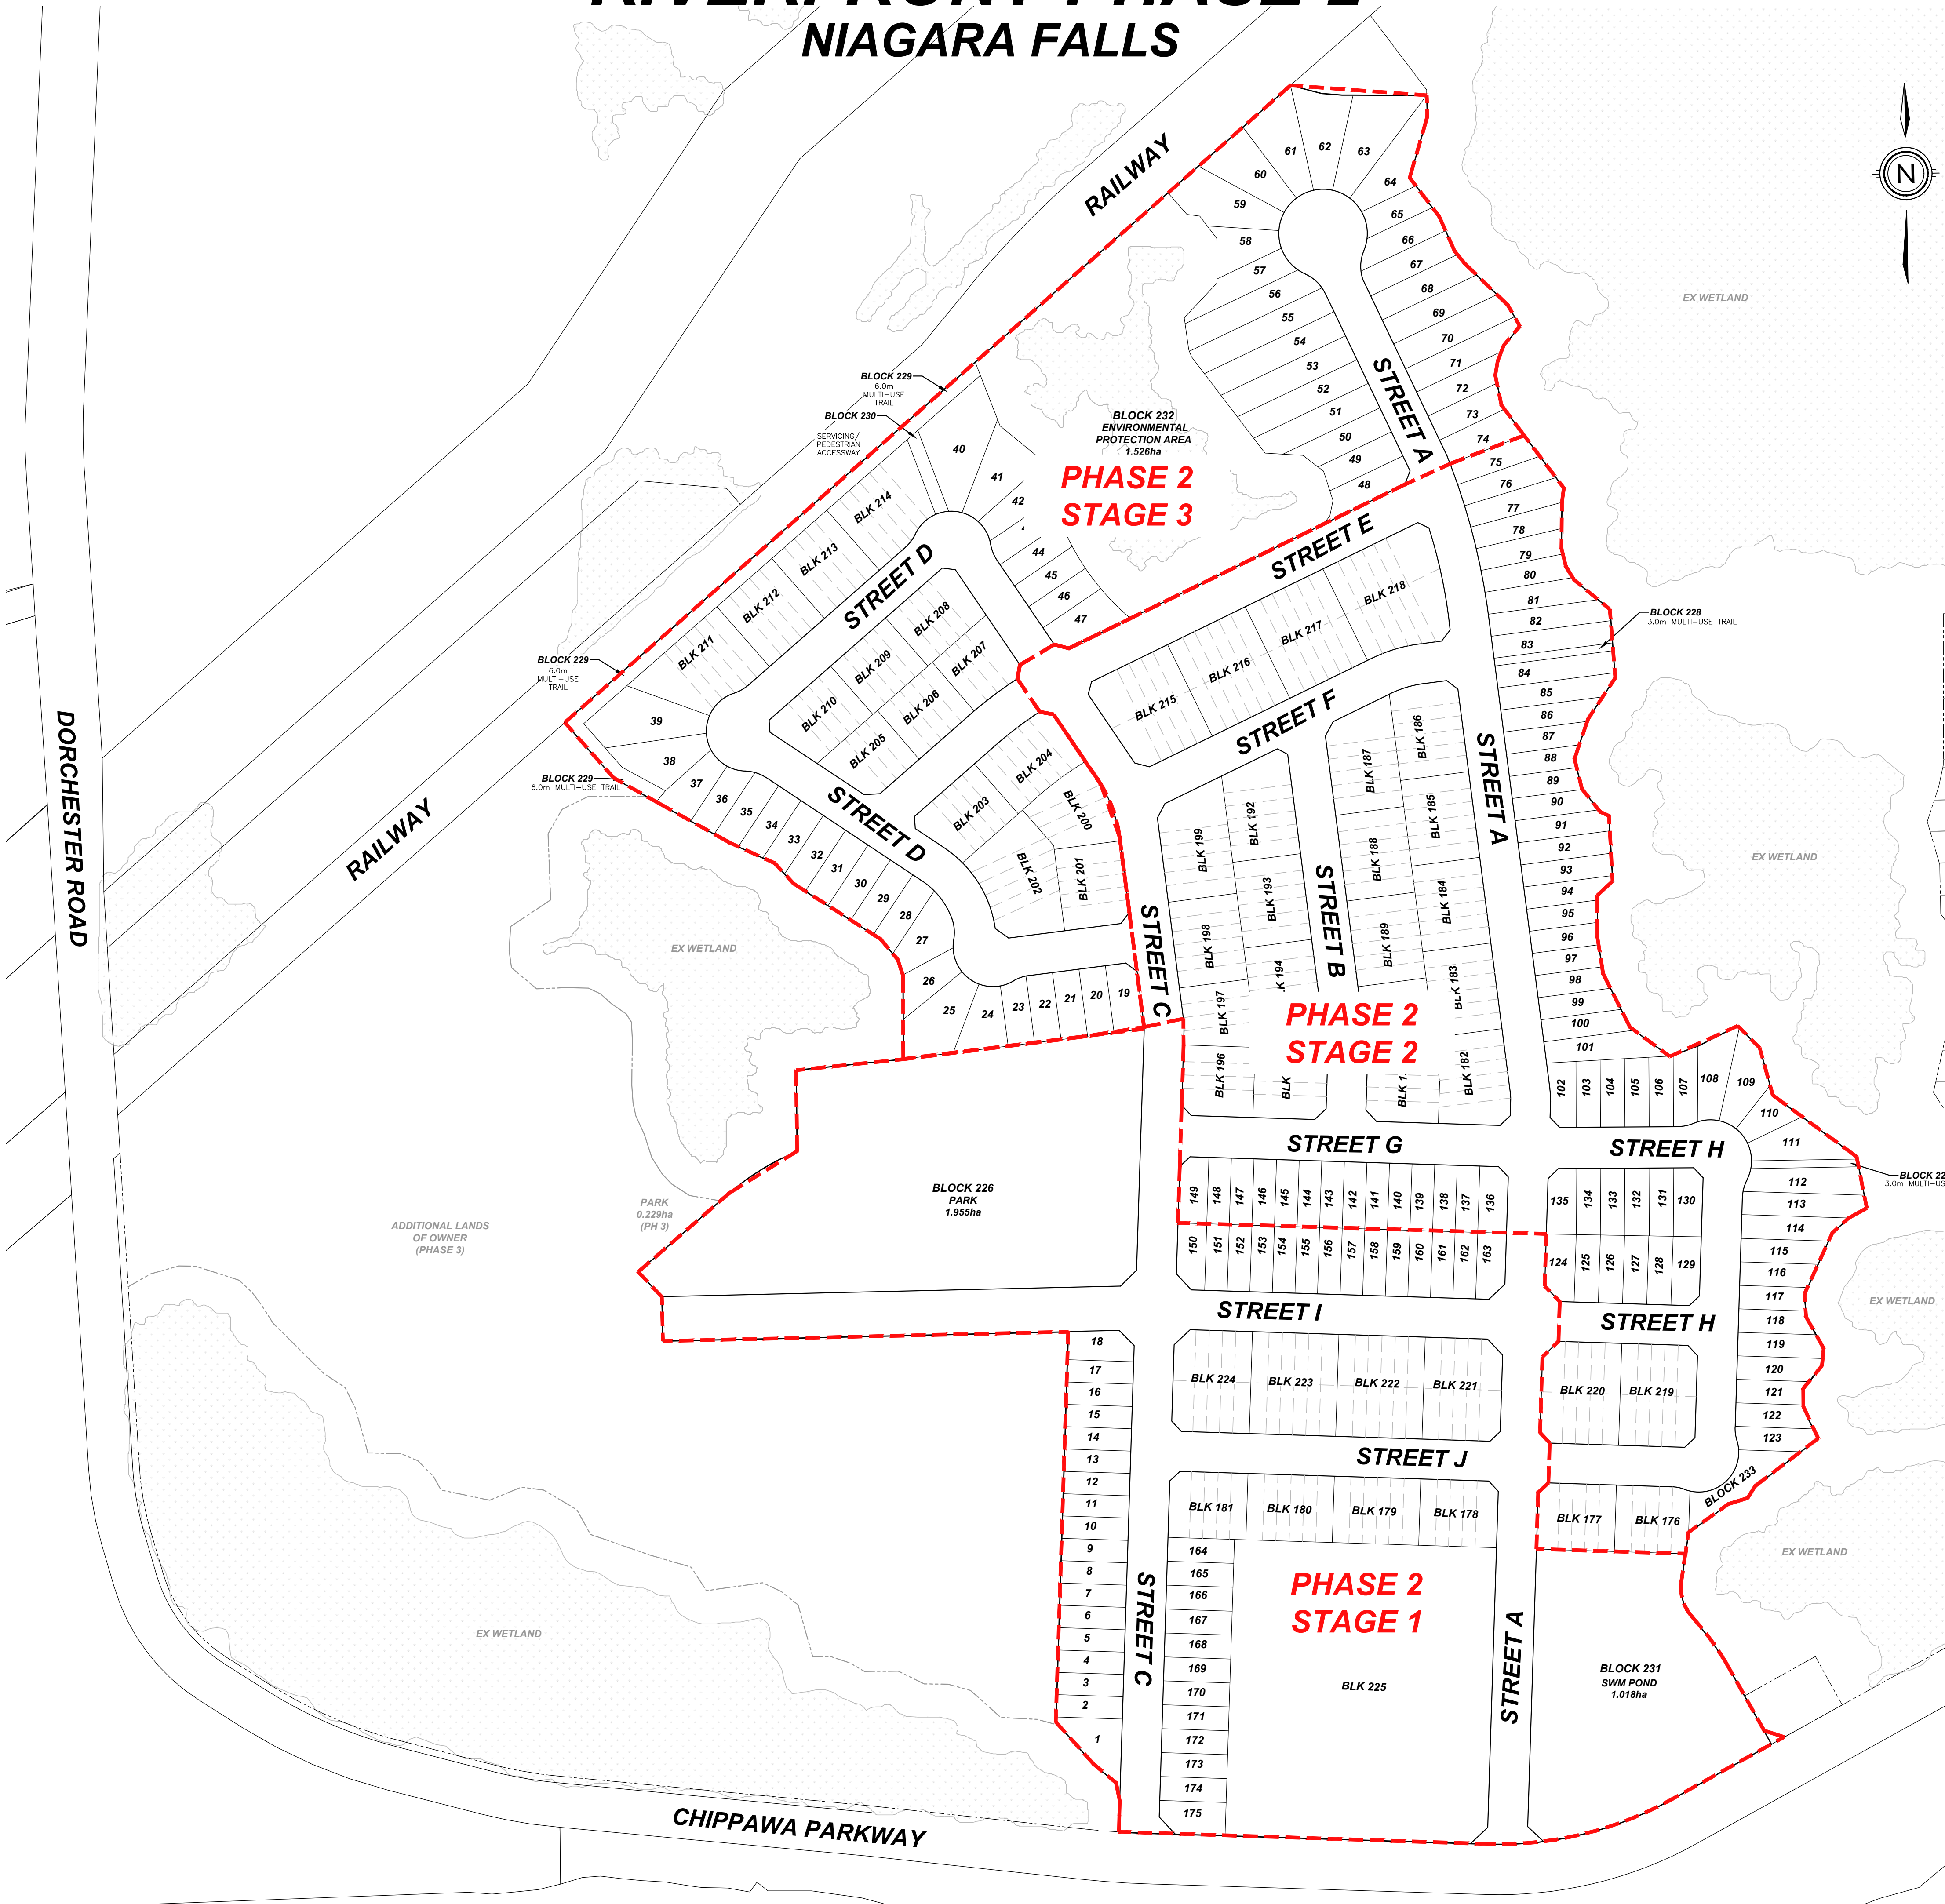 NIAGARA FALLS
RAILWAY
N
61
62
63
60
64
59
65
58
66
57
67
56
68
55
69
54
70
53
71
52
72
51
73
50
74
49
75
48
76
77
78
79
80
81
82
83
84
85
86
87
88
89
90
91
92
93
94
95
96
97
98
99
100
101
STREET A
EX WETLAND
BLOCK 229
6.0m
MULTI-USE
TRAIL
BLOCK 230
SERVICING/
PEDESTRIAN
ACCESSWAY
BLOCK 232
ENVIRONMENTAL
PROTECTION AREA
1.526ha
PHASE 2
STAGE 3
40
41
42
44
45
46
47
STREET E
BLK 214
BLK 213
BLK 212
BLK 211
STREET D
BLK 208
BLK 209
BLK 210
BLK 207
BLK 206
BLK 205
BLK 218
BLK 217
BLK 216
BLK 215
STREET F
BLOCK 228
3.0m MULTI-USE TRAIL
BLOCK 229
6.0m
MULTI-USE
TRAIL
39
38
37
36
35
34
33
32
31
30
29
28
27
26
25
24
23
22
21
20
19
BLOCK 229
6.0m MULTI-USE TRAIL
STREET D
BLK 204
BLK 203
BLK 200
BLK 202
BLK 201
STREET C
BLK 199
BLK 192
BLK 198
BLK 193
BLK 197
BLK 196
BLK
STREET B
BLK 187
BLK 186
BLK 188
BLK 185
BLK 189
BLK 184
BLK 183
BLK 182
STREET A
PHASE 2
STAGE 2
DORCHESTER ROAD
RAILWAY
EX WETLAND
EX WETLAND
102
103
104
105
106
107
108
109
110
111
112
113
114
115
116
117
118
119
120
121
122
123
STREET G
STREET H
3.0m MULTI-US
BLOCK 226
PARK
1.955ha
PARK
0.229ha
(PH 3)
ADDITIONAL LANDS
OF OWNER
(PHASE 3)
149
148
147
146
145
144
143
142
141
140
139
138
137
136
135
134
133
132
131
130
150
151
152
153
154
155
156
157
158
159
160
161
162
163
124
125
126
127
128
129
STREET I
STREET H
EX WETLAND
BLK 224
BLK 223
BLK 222
BLK 221
BLK 220
BLK 219
18
17
16
15
14
13
12
11
10
9
8
7
6
5
4
3
2
1
STREET J
BLK 181
BLK 180
BLK 179
BLK 178
BLK 177
BLK 176
BLOCK 233
EX WETLAND
164
165
166
167
168
169
170
171
172
173
174
175
STREET C
PHASE 2
STAGE 1
BLK 225
STREET A
BLOCK 231
SWM POND
1.018ha
EX WETLAND
CHIPPAWA PARKWAY